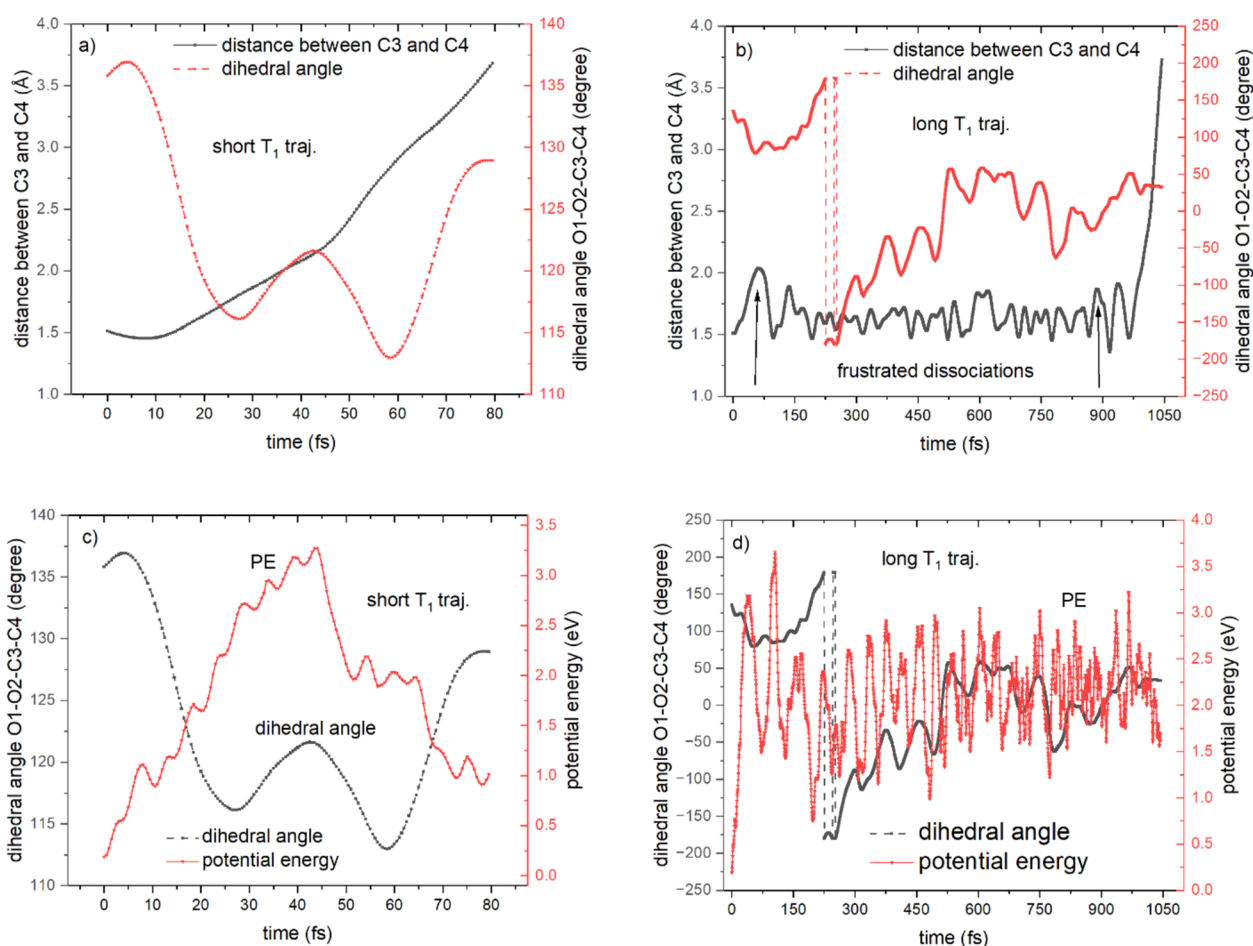 a)
distance between C3 and C4
dihedral angle
short T1 traj.
distance between C3 and C4 (Å)
4.0
3.5
3.0
2.5
2.0
1.5
1.0
dihedral angle O1-O2-C3-C4 (degree)
140
135
130
125
120
115
110
0 10 20 30 40 50 60 70 80
time (fs)
b)
distance between C3 and C4
dihedral angle
long T1 traj.
frustrated dissociations
distance between C3 and C4 (Å)
4.0
3.5
3.0
2.5
2.0
1.5
1.0
dihedral angle O1-O2-C3-C4 (degree)
250
200
150
100
50
0
−50
−100
−150
−200
−250
0 150 300 450 600 750 900 1050
time (fs)
c)
PE
short T1 traj.
dihedral angle
dihedral angle
potential energy
dihedral angle O1-O2-C3-C4 (degree)
140
135
130
125
120
115
110
potential energy (eV)
3.5
3.0
2.5
2.0
1.5
1.0
0.5
0.0
0 10 20 30 40 50 60 70 80
time (fs)
d)
long T1 traj.
PE
dihedral angle
potential energy
dihedral angle O1-O2-C3-C4 (degree)
250
200
150
100
50
0
−50
−100
−150
−200
−250
potential energy (eV)
4.0
3.5
3.0
2.5
2.0
1.5
1.0
0.5
0.0
0 150 300 450 600 750 900 1050
time (fs)